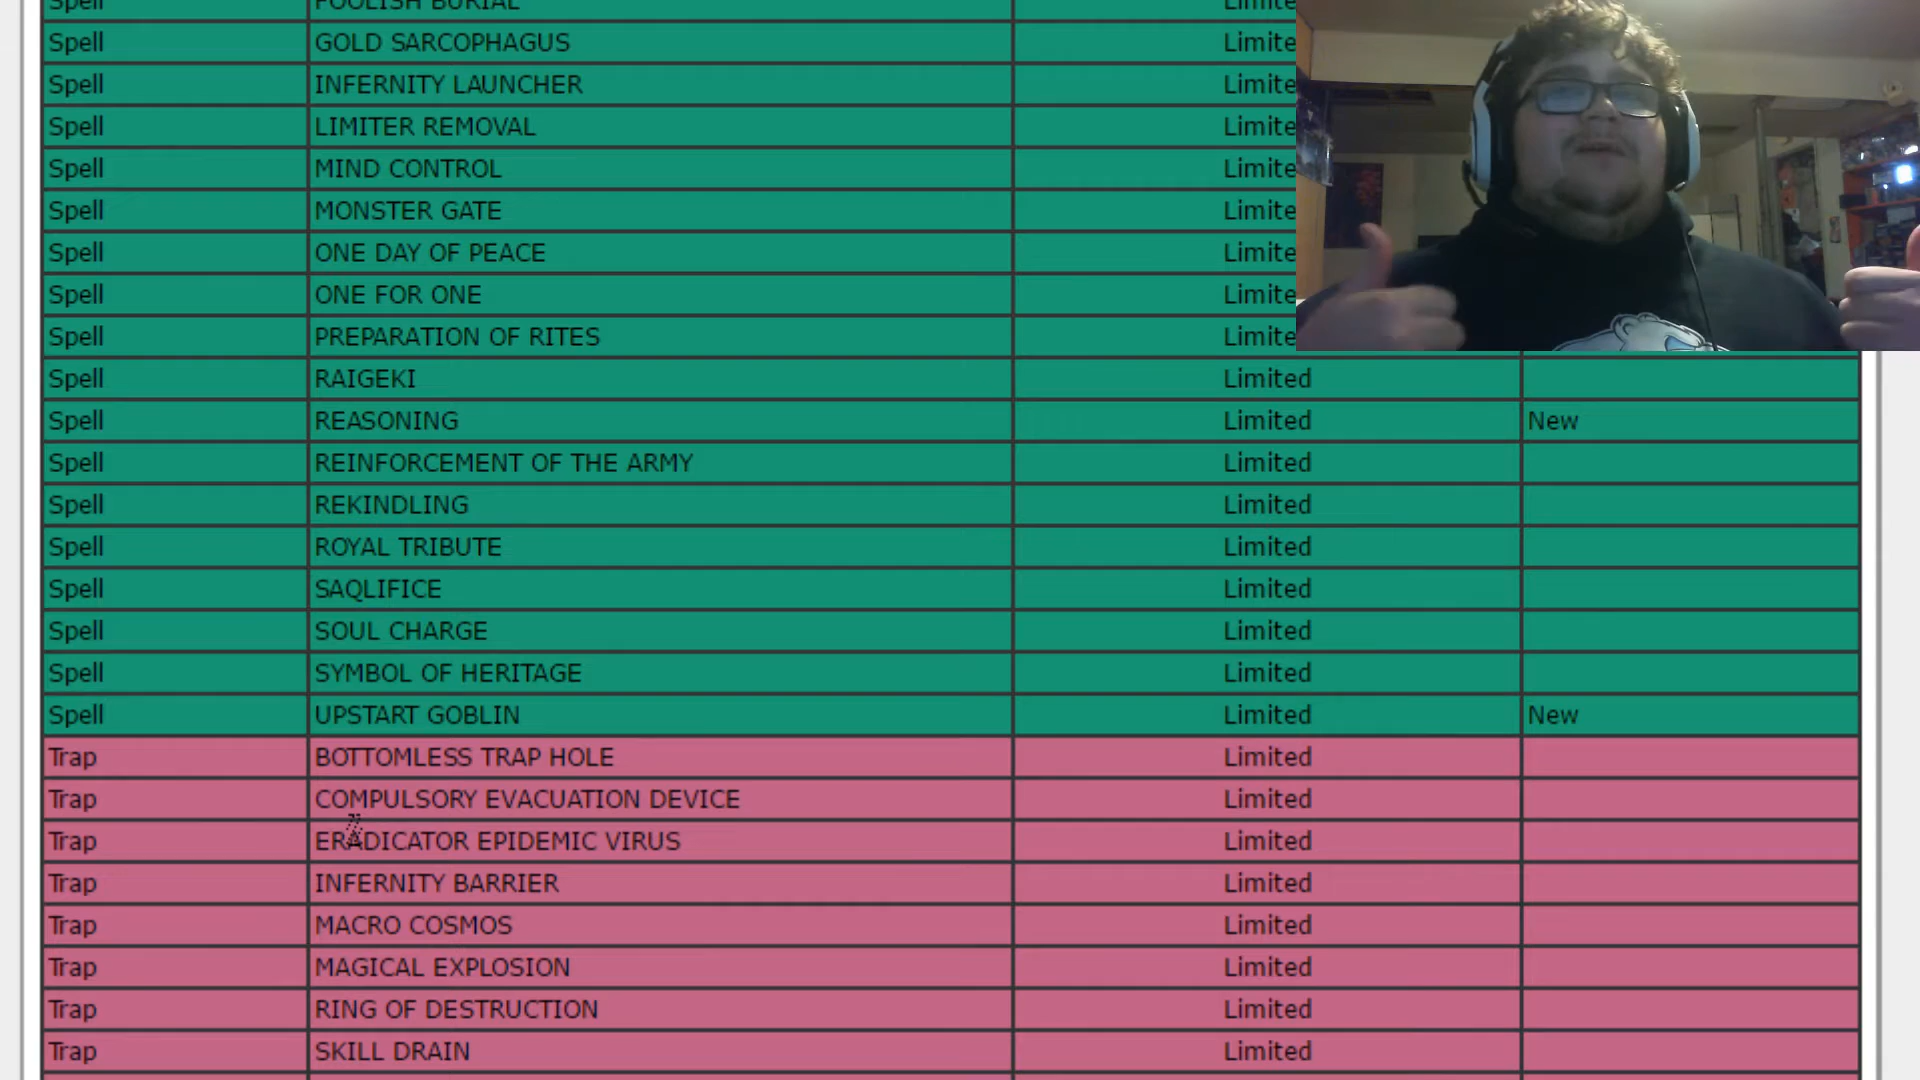 Spell FOOLISH BURIAL Limite
Spell GOLD SARCOPHAGUS Limite
Spell INFERNITY LAUNCHER Limite
Spell LIMITER REMOVAL Limite
Spell MIND CONTROL Limite
Spell MONSTER GATE Limite
Spell ONE DAY OF PEACE Limite
Spell ONE FOR ONE Limite
Spell PREPARATION OF RITES Limite
Spell RAIGEKI Limited
Spell REASONING Limited New
Spell REINFORCEMENT OF THE ARMY Limited
Spell REKINDLING Limited
Spell ROYAL TRIBUTE Limited
Spell SAQLIFICE Limited
Spell SOUL CHARGE Limited
Spell SYMBOL OF HERITAGE Limited
Spell UPSTART GOBLIN Limited New
Trap BOTTOMLESS TRAP HOLE Limited
Trap COMPULSORY EVACUATION DEVICE Limited
Trap ERADICATOR EPIDEMIC VIRUS Limited
Trap INFERNITY BARRIER Limited
Trap MACRO COSMOS Limited
Trap MAGICAL EXPLOSION Limited
Trap RING OF DESTRUCTION Limited
Trap SKILL DRAIN Limited